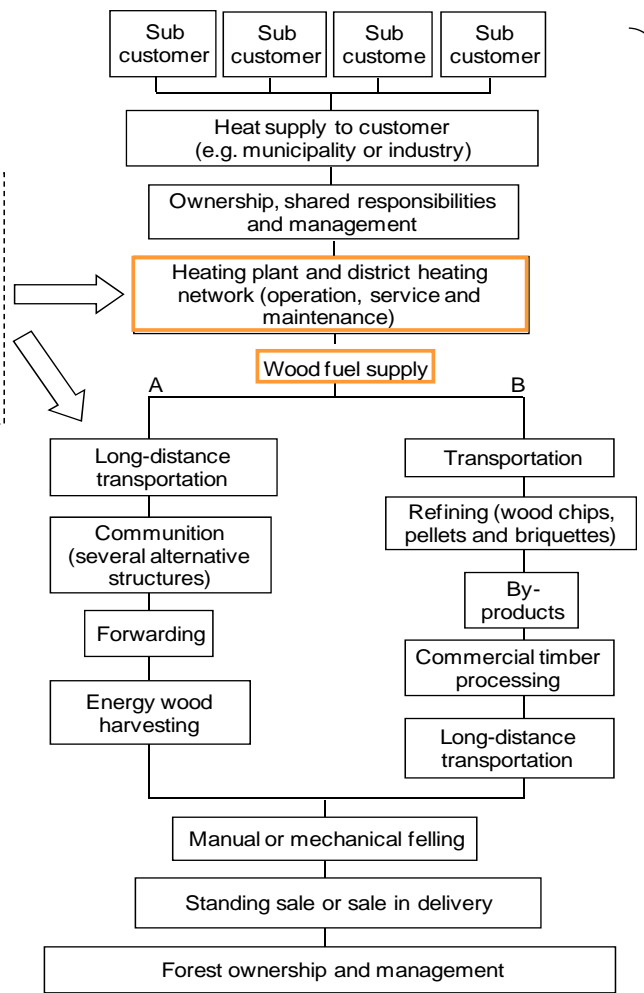 Sub
customer
Sub
customer
Sub
custome
Sub
customer
Heat supply to customer
(e.g. municipality or industry)
Ownership, shared responsibilities
and management
Heating plant and district heating
network (operation, service and
maintenance)
Wood fuel supply
A
B
Long-distance
transportation
Communition
(several alternative
structures)
Forwarding
Energy wood
harvesting
Transportation
Refining (wood chips,
pellets and briquettes)
By-
products
Commercial timber
processing
Long-distance
transportation
Manual or mechanical felling
Standing sale or sale in delivery
Forest ownership and management